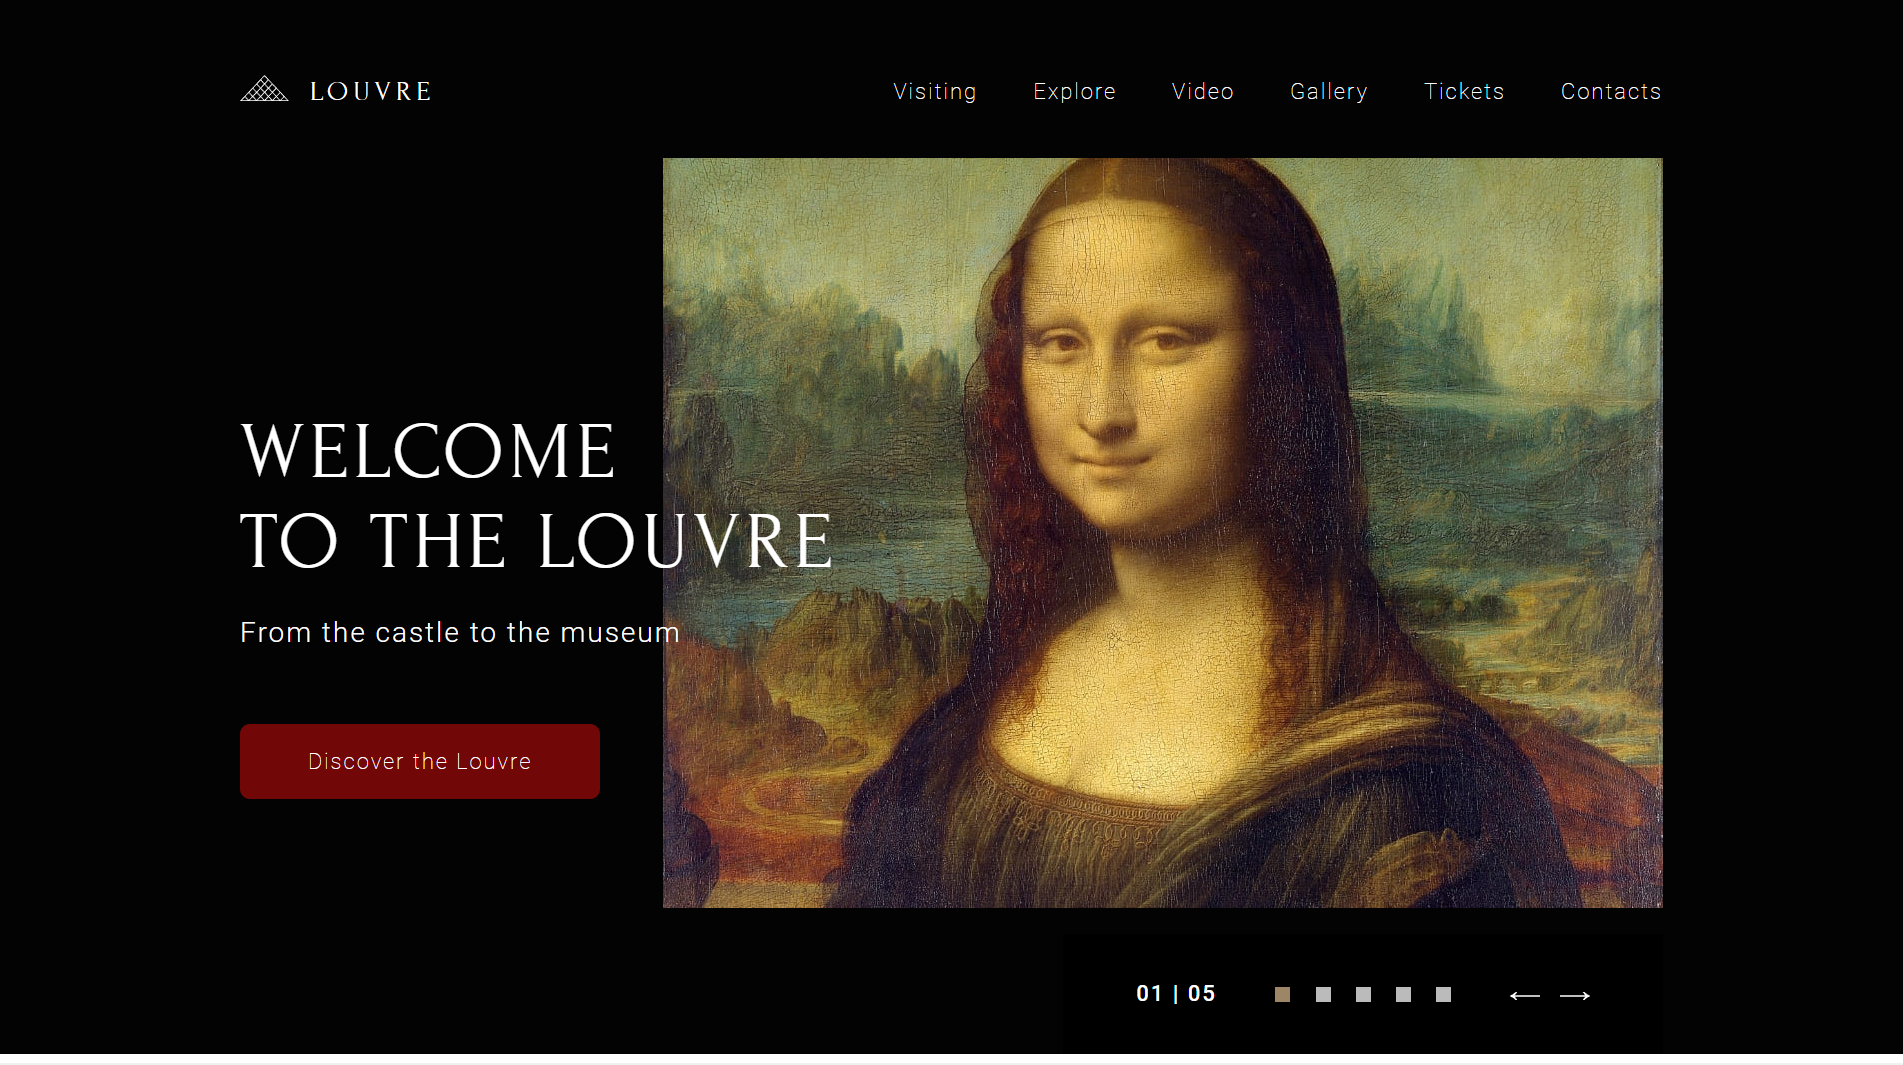 LOUVRE
Visiting Explore Video Gallery Tickets Contacts
WELCOME
TO THE LOUVRE
From the castle to the museum
Discover the Louvre
01 | 05